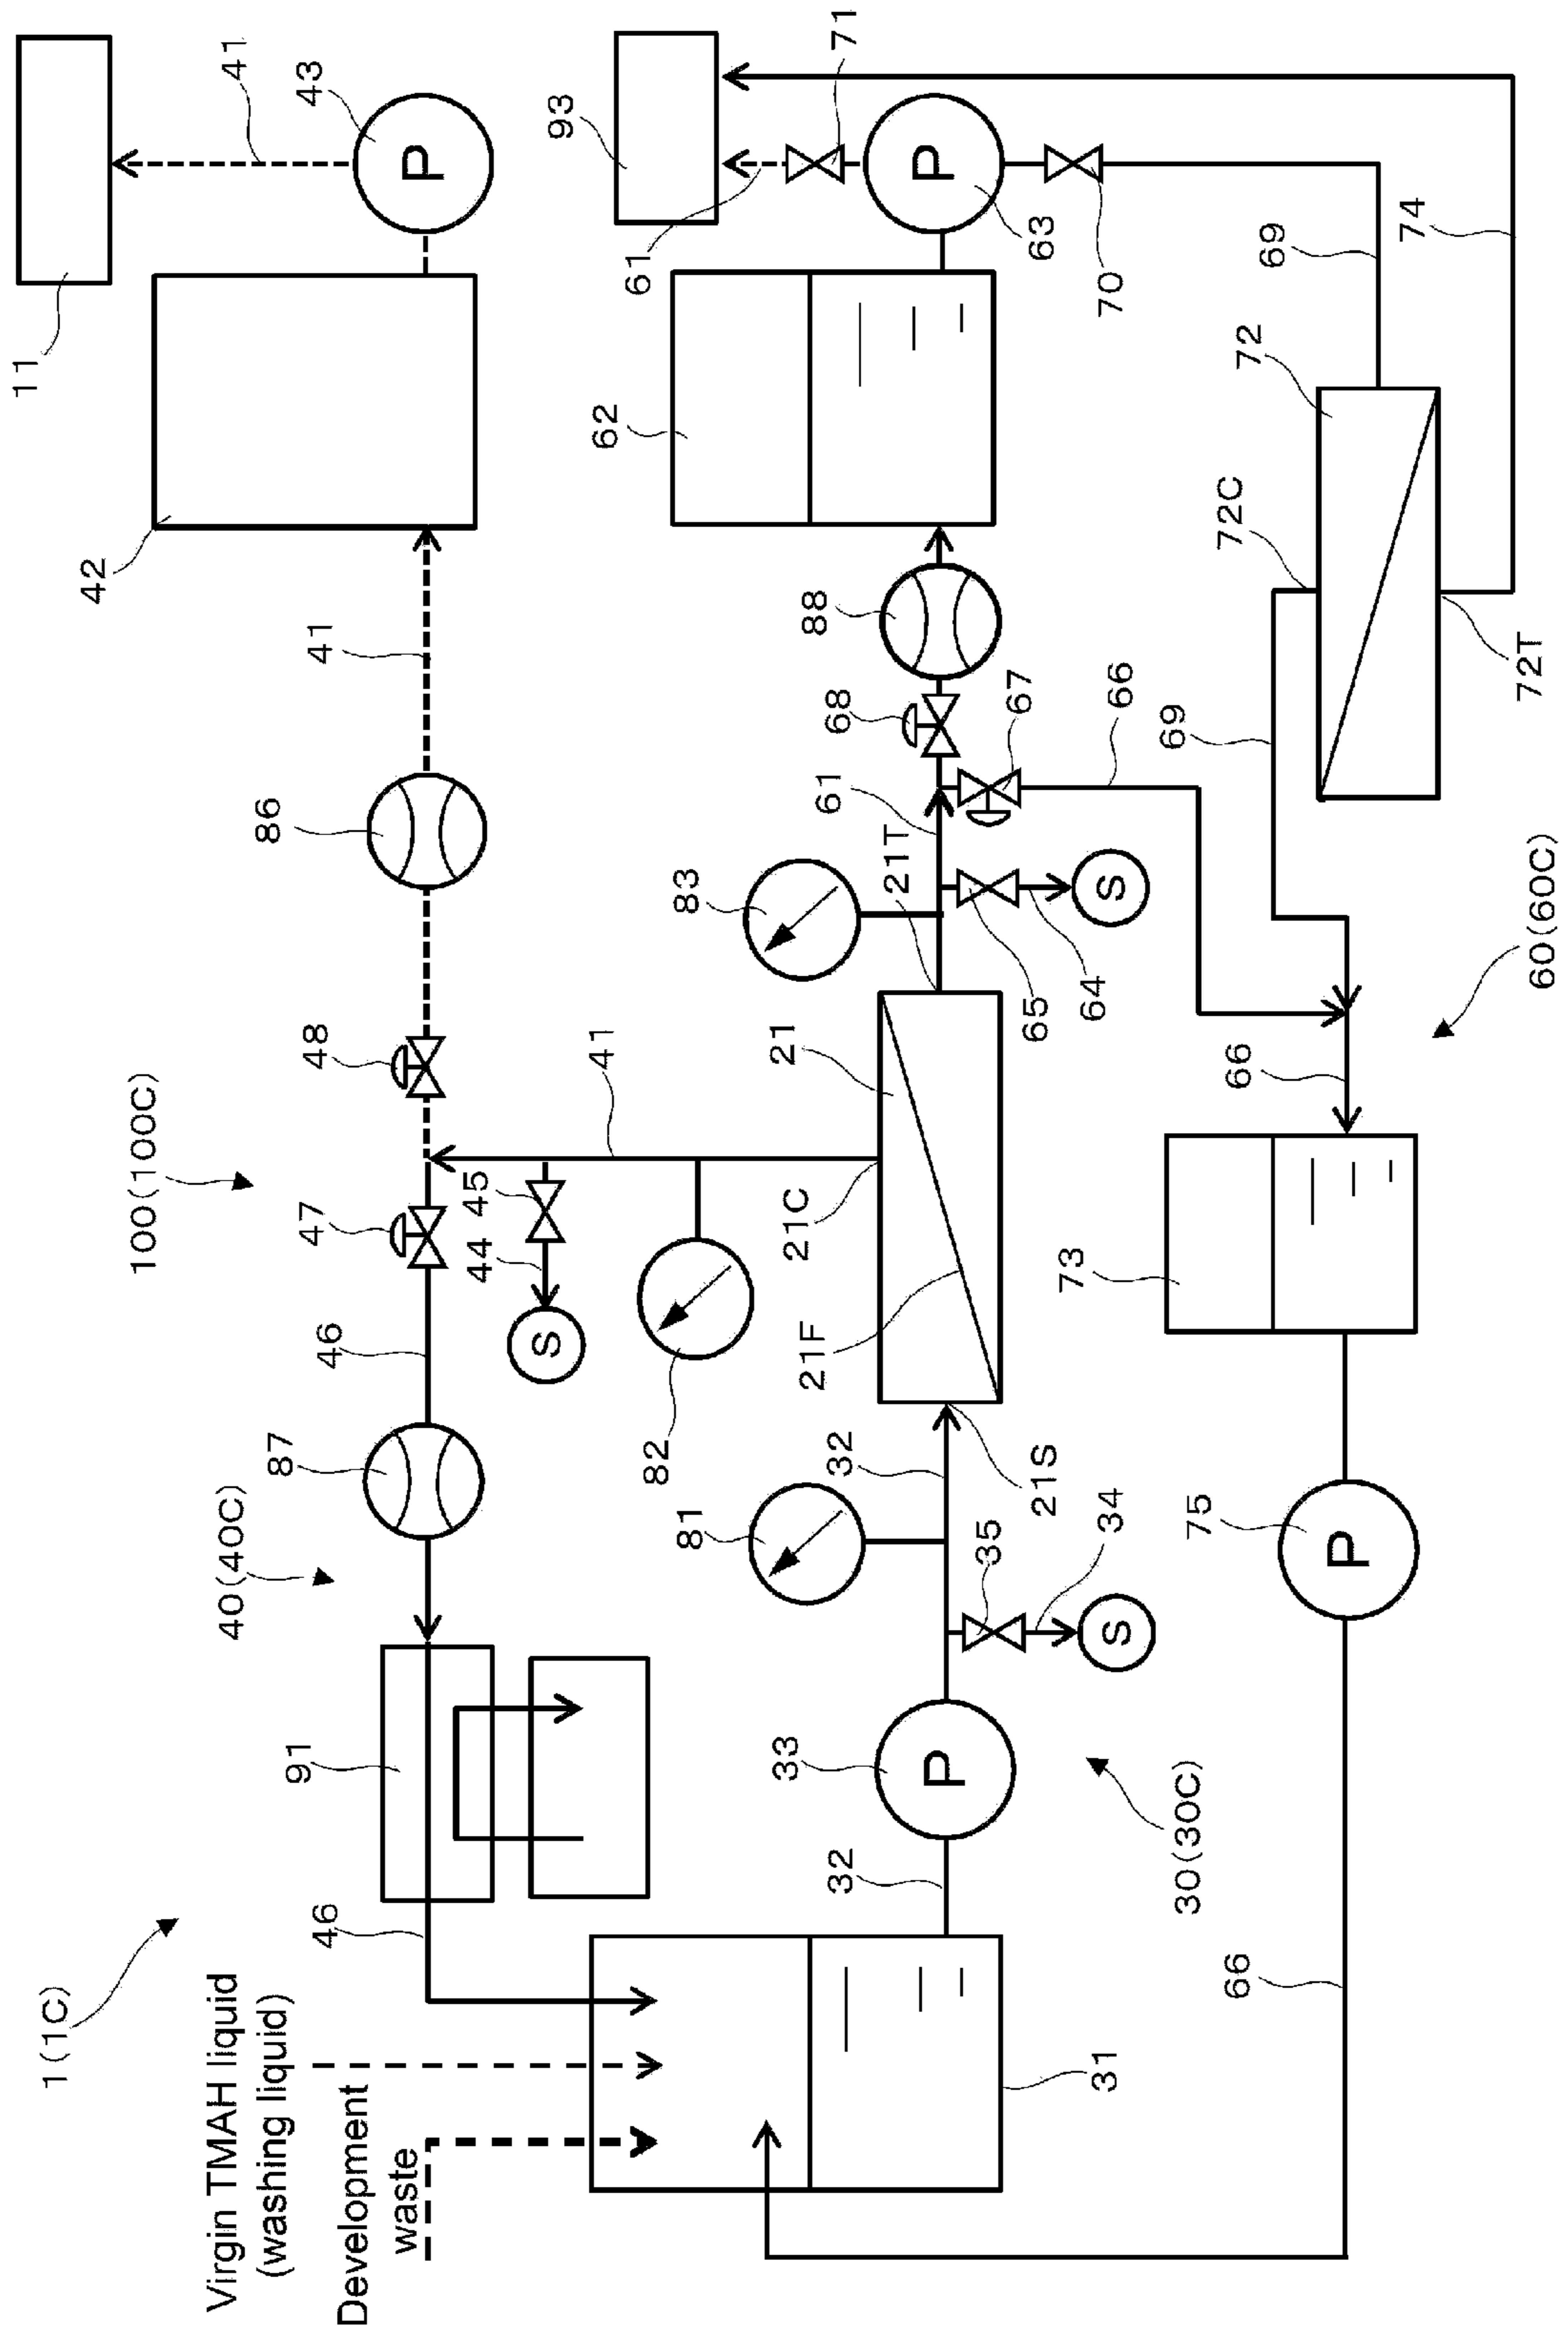 1(1C)
Virgin TMAH liquid
(washing liquid)
Development
waste
46
91
40(40C)
87
46
47
100(100C)
48
86
41
42
11
41
43
P
44
45
S
82
41
21C
21
21F
21S
21T
81
32
35
34
S
33
P
32
30(30C)
31
83
65
64
S
61
68
67
66
88
62
61
93
71
63
P
70
69
74
72
72C
72T
69
60(60C)
66
73
75
P
66